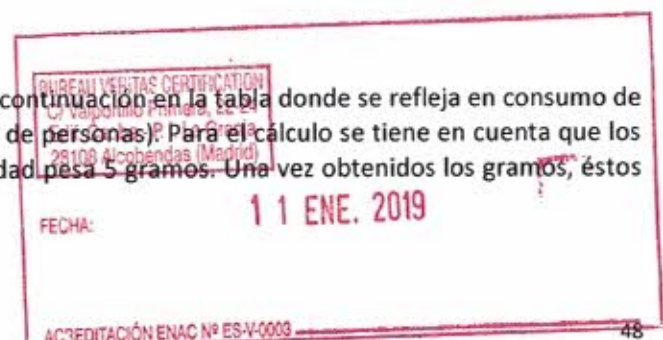 BUREAU VERITAS CERTIFICATION
continuación en la tabla donde se refleja en consumo de
C/ Valportillo Primera,
de personas). Para el cálculo se tiene en cuenta que los
28108 Alcobendas (Madrid)
dad pesa 5 gramos. Una vez obtenidos los gramos, éstos
FECHA: 11 ENE. 2019
ACREDITACIÓN ENAC Nº ES-V-0003
48